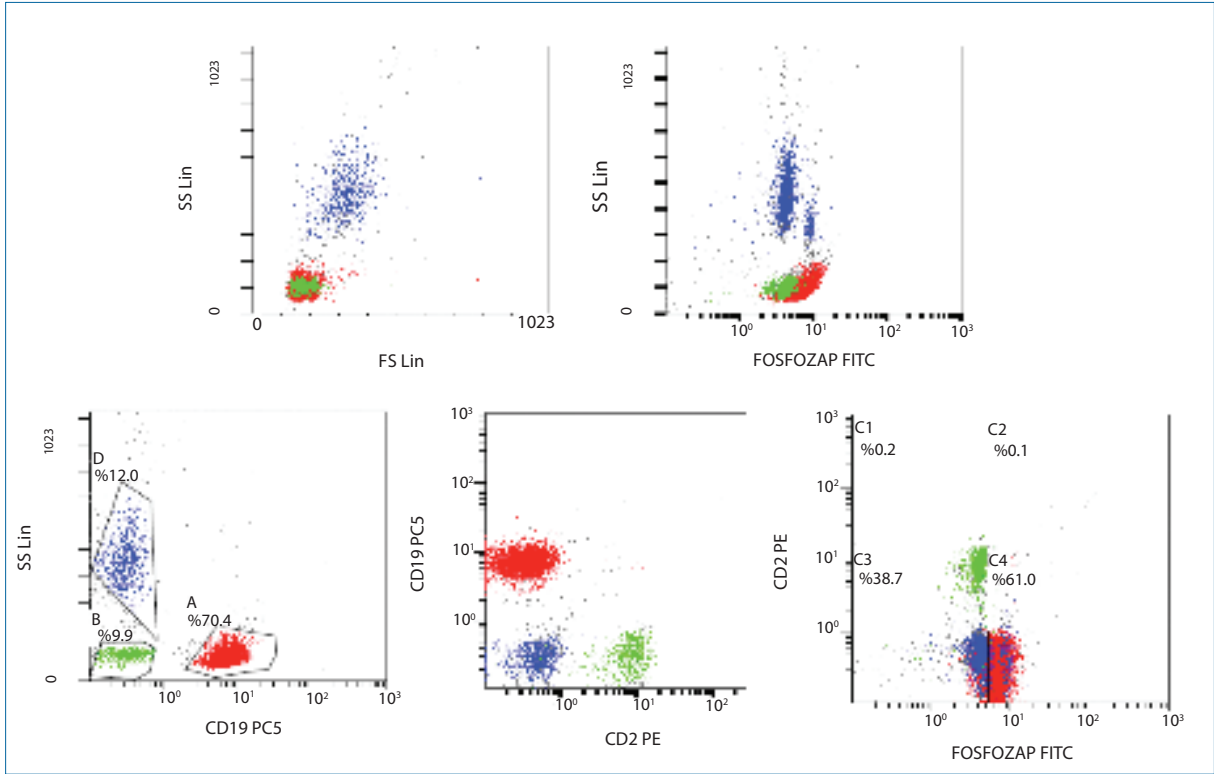 1023
SS Lin
0
0
1023
FS Lin
1023
SS Lin
0
10⁰
10¹
10²
10³
FOSFOZAP FITC
1023
D
%12.0
SS Lin
B
%9.9
A
%70.4
0
10⁰
10¹
10²
10³
CD19 PC5
10³
10²
CD19 PC5
10¹
10⁰
10⁰
10¹
10²
CD2 PE
10³
C1
%0.2
C2
%0.1
10²
CD2 PE
10¹
C3
%38.7
C4
%61.0
10⁰
10⁰
10¹
10²
10³
FOSFOZAP FITC